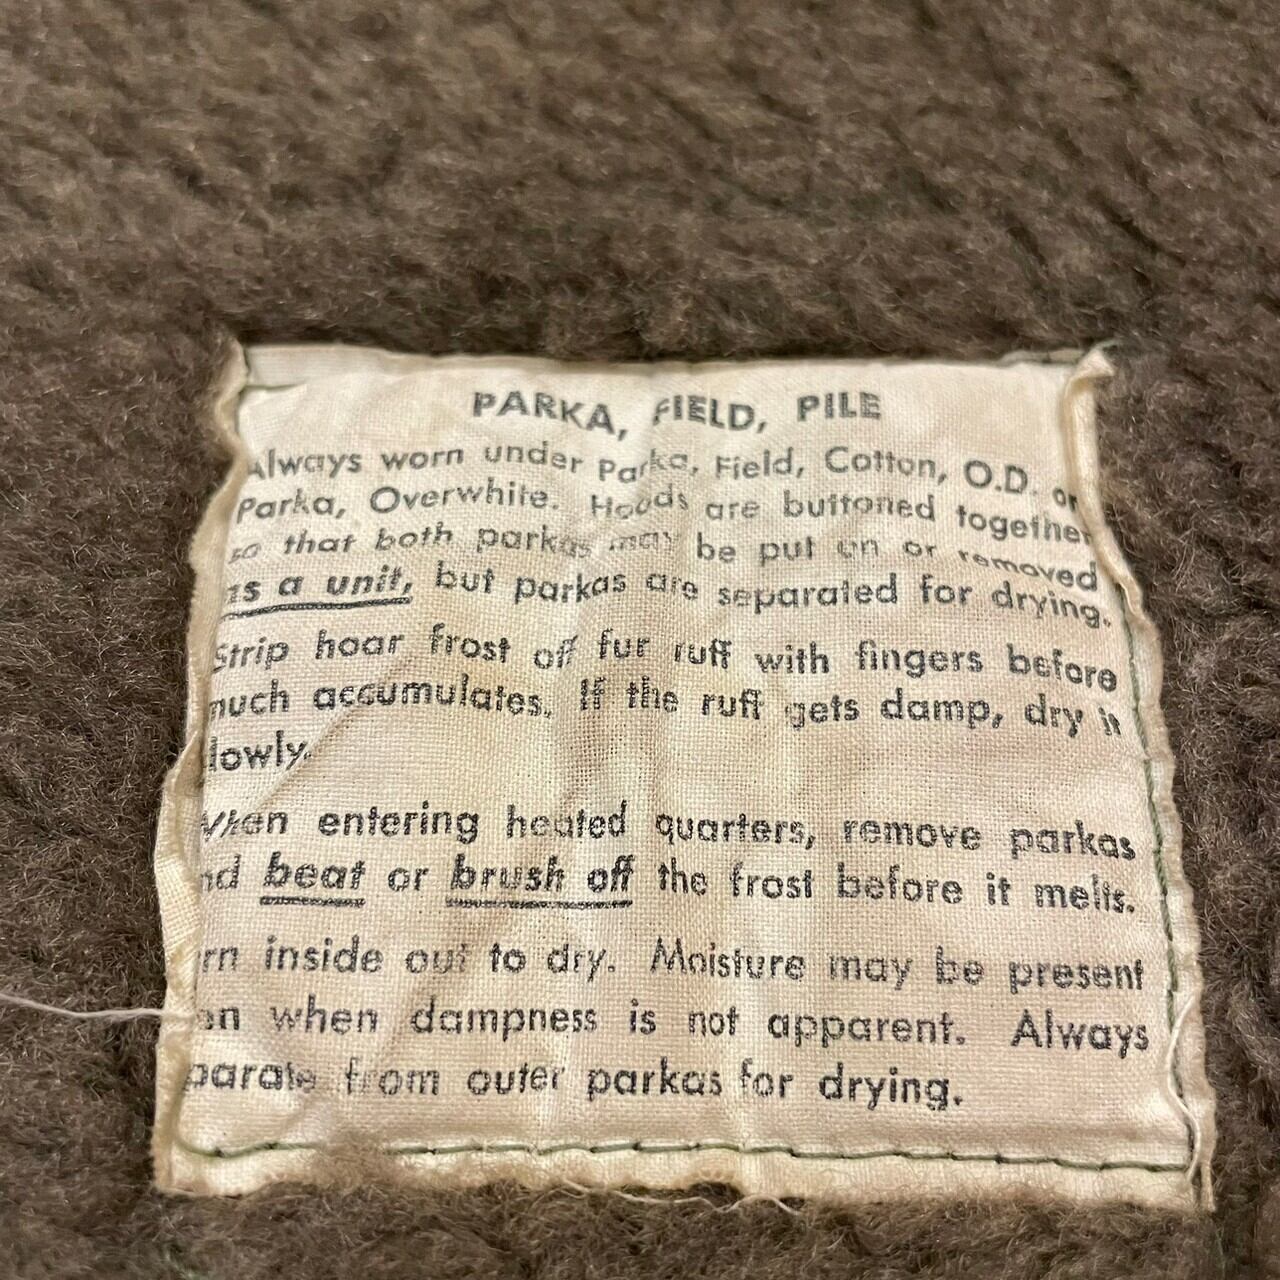 PARKA, FIELD, PILE
Always worn under Parka, Field, Cotton, O.D. or
Parka, Overwhite. Hoods are buttoned together
so that both parkas may be put on or removed
as a unit, but parkas are separated for drying.
Strip hoar frost off fur ruff with fingers before
much accumulates. If the ruff gets damp, dry it
lowly.
When entering heated quarters, remove parkas
nd beat or brush off the frost before it melts.
rn inside out to dry. Moisture may be present
en when dampness is not apparent. Always
parate from outer parkas for drying.